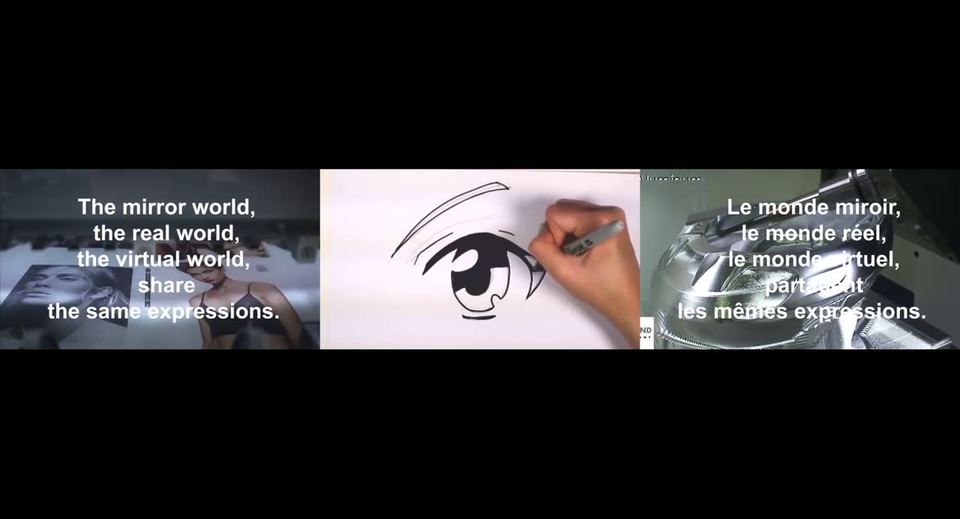 The mirror world,
the real world,
the virtual world,
share
the same expressions.
Le monde miroir,
le monde réel,
le monde virtuel,
partagent
les mêmes expressions.